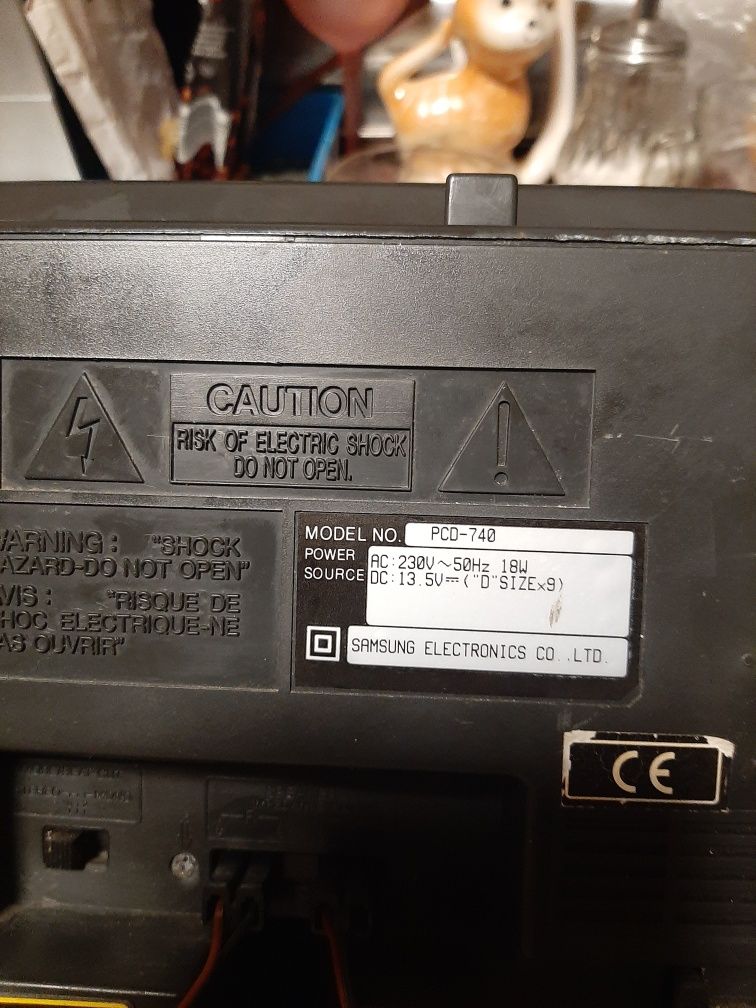 CAUTION
RISK OF ELECTRIC SHOCK
DO NOT OPEN.
ARNING : "SHOCK
AZARD-DO NOT OPEN"
VIS : "RISQUE DE
HOC ELECTRIQUE-NE
AS OUVRIR"
MODEL NO. PCD-740
POWER SOURCE
AC:230V~50Hz 18W
DC:13.5V⎓("D"SIZEx9)
SAMSUNG ELECTRONICS CO.,LTD.
CE